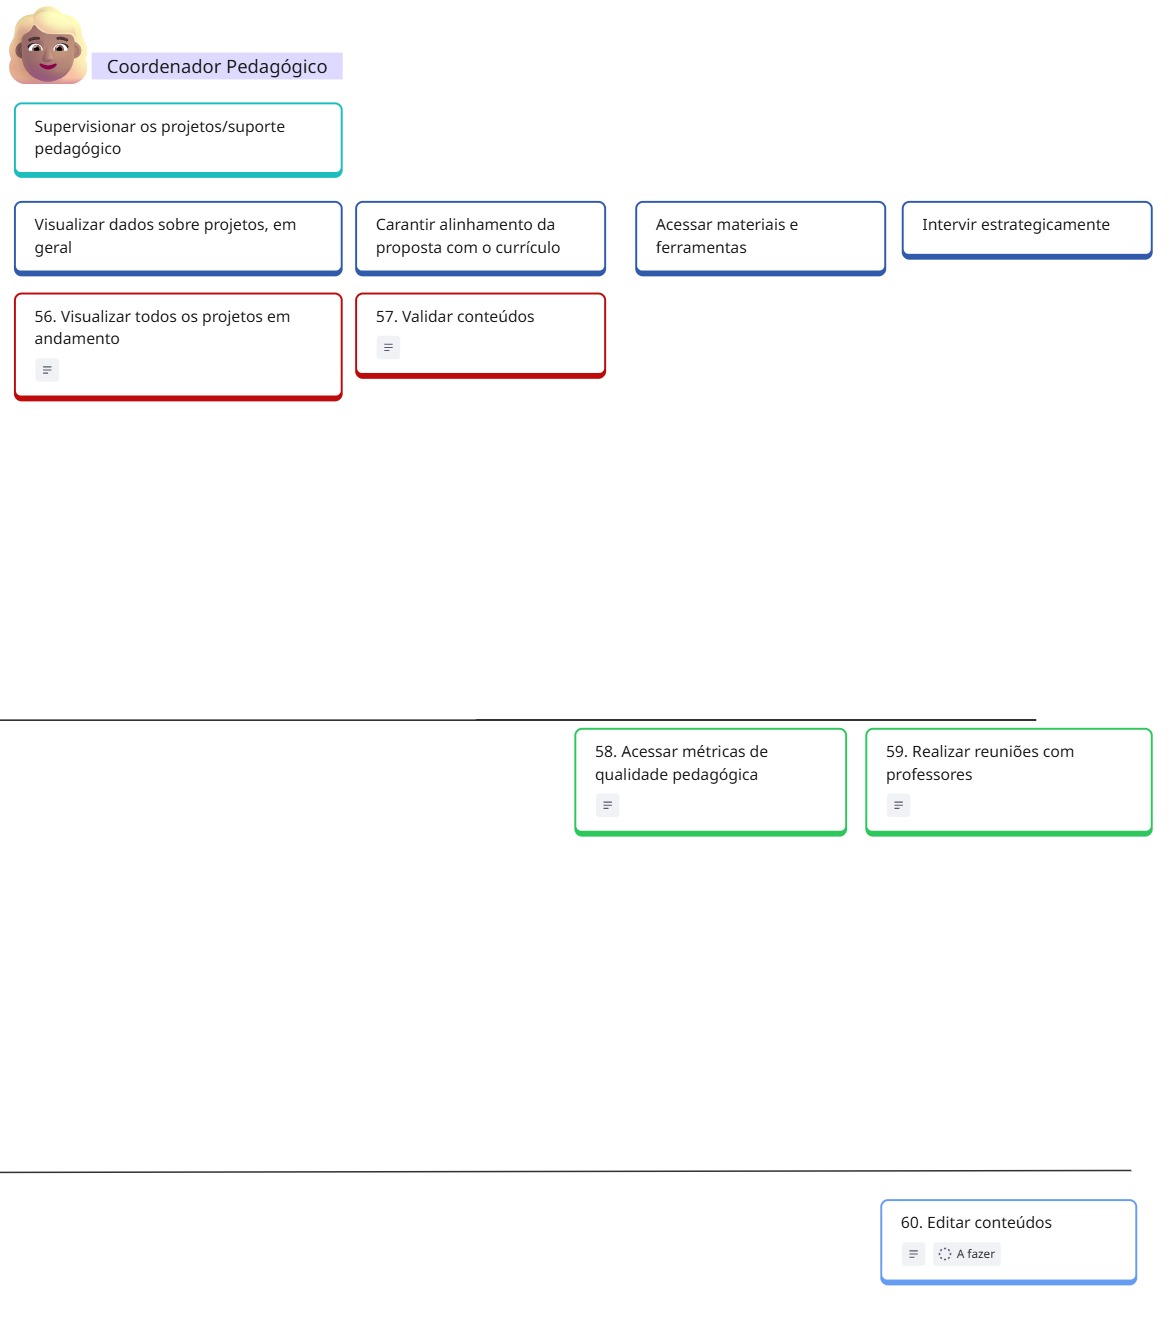 Coordenador Pedagógico
Supervisionar os projetos/suporte
pedagógico
Visualizar dados sobre projetos, em
geral
Carantir alinhamento da
proposta com o currículo
Acessar materiais e
ferramentas
Intervir estrategicamente
56. Visualizar todos os projetos em
andamento
57. Validar conteúdos
58. Acessar métricas de
qualidade pedagógica
59. Realizar reuniões com
professores
60. Editar conteúdos
A fazer